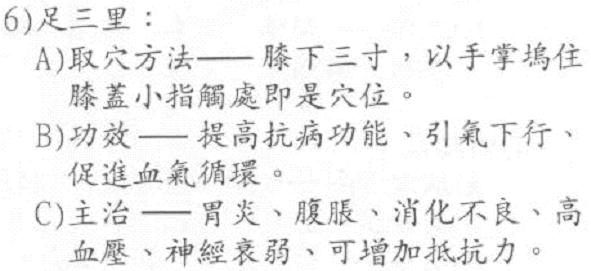 6)足三里：
A)取穴方法——膝下三寸，以手掌塢住
膝蓋小指觸處即是穴位。
B)功效——提高抗病功能、引氣下行、
促進血氣循環。
C)主治——胃炎、腹脹、消化不良、高
血壓、神經衰弱、可增加抵抗力。